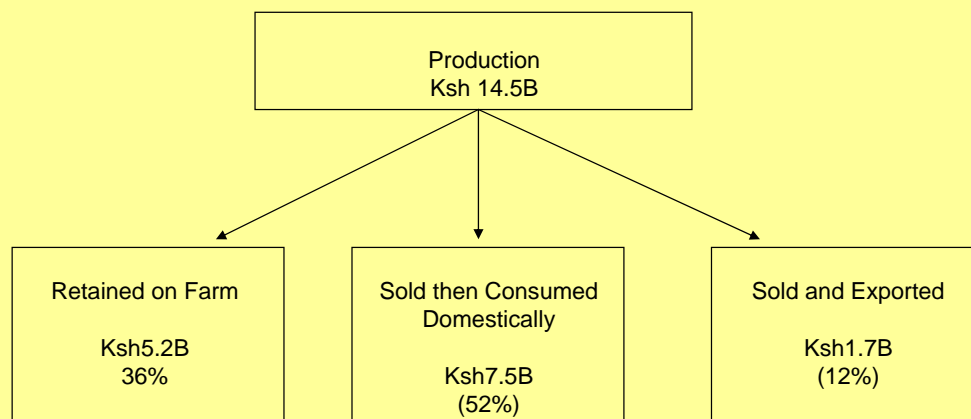 Production
Ksh 14.5B
Retained on Farm
Ksh5.2B
36%
Sold then Consumed
Domestically
Ksh7.5B
(52%)
Sold and Exported
Ksh1.7B
(12%)